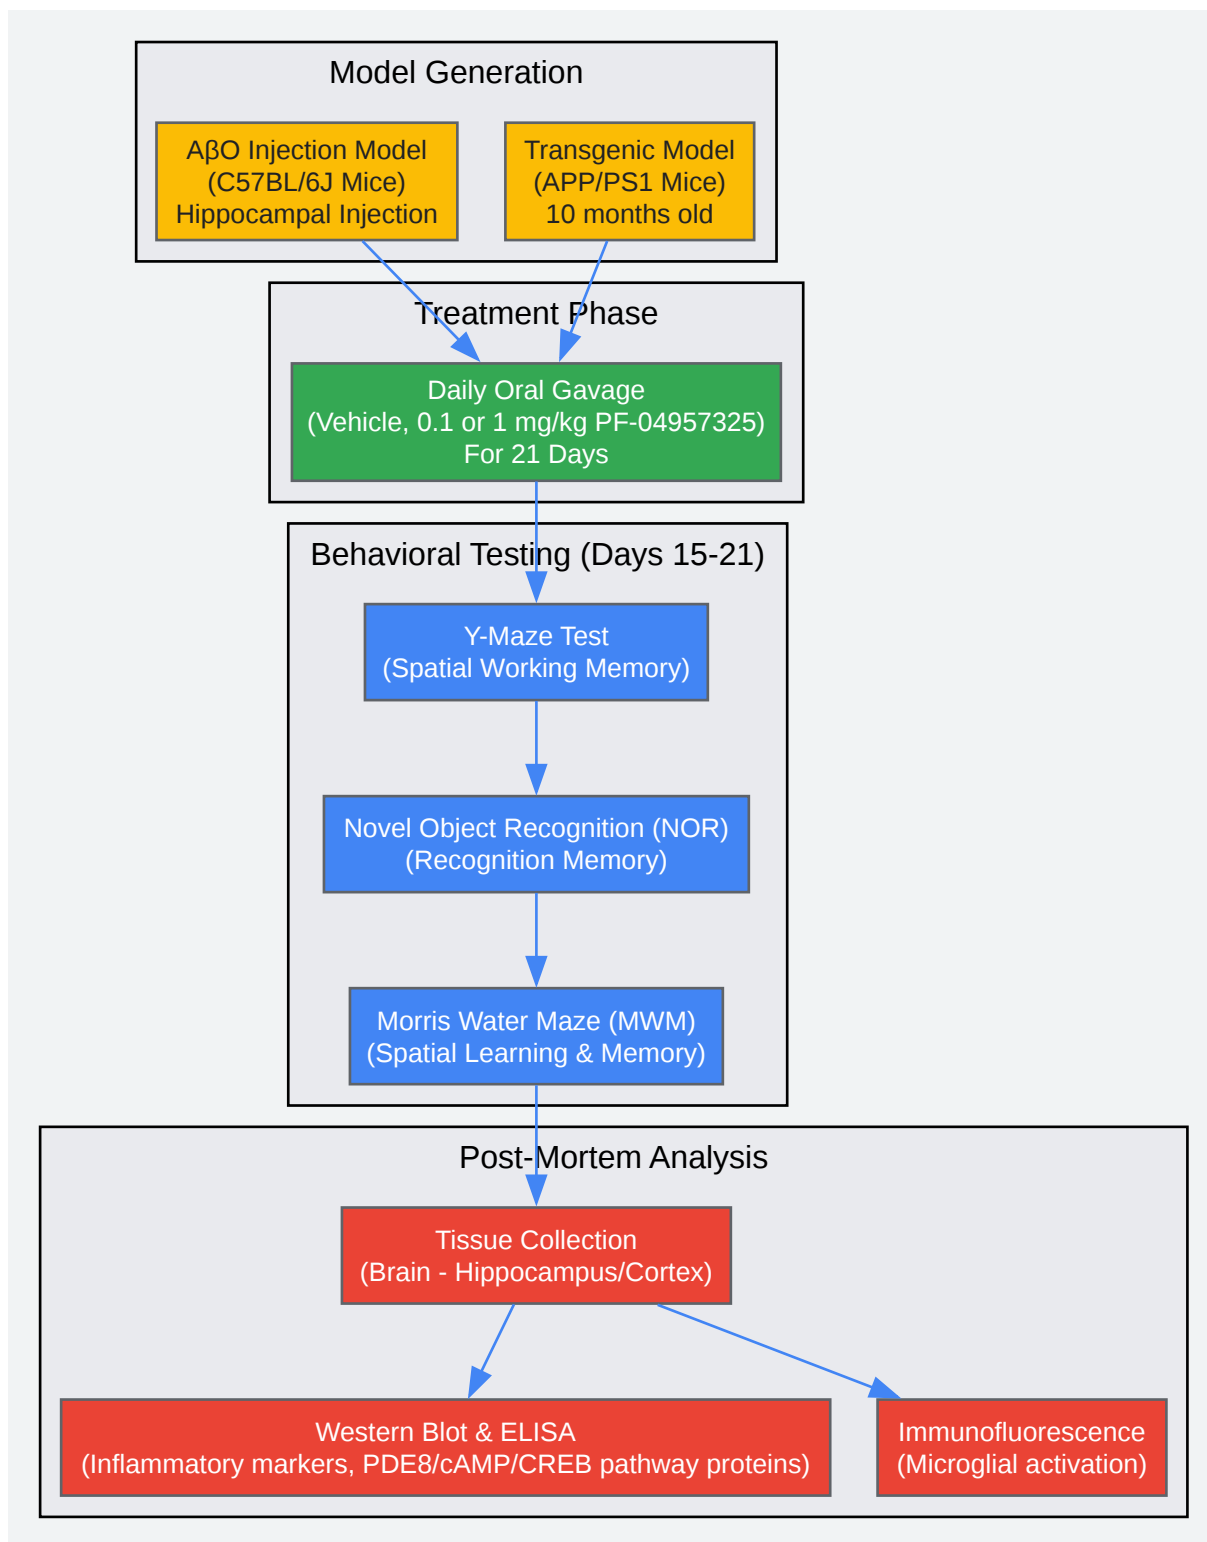 Model Generation
AβO Injection Model
(C57BL/6J Mice)
Hippocampal Injection
Transgenic Model
(APP/PS1 Mice)
10 months old
Treatment Phase
Daily Oral Gavage
(Vehicle, 0.1 or 1 mg/kg PF-04957325)
For 21 Days
Behavioral Testing (Days 15-21)
Y-Maze Test
(Spatial Working Memory)
Novel Object Recognition (NOR)
(Recognition Memory)
Morris Water Maze (MWM)
(Spatial Learning & Memory)
Post-Mortem Analysis
Tissue Collection
(Brain - Hippocampus/Cortex)
Western Blot & ELISA
(Inflammatory markers, PDE8/cAMP/CREB pathway proteins)
Immunofluorescence
(Microglial activation)